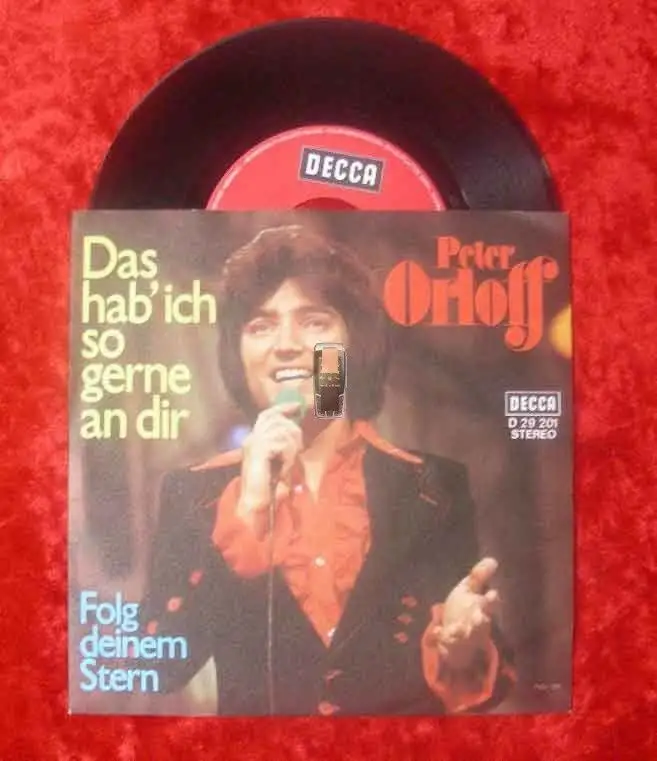 DECCA
Das
hab' ich
so
gerne
an dir
Peter
Orloff
DECCA
D 29 201
STEREO
Folg
deinem
Stern